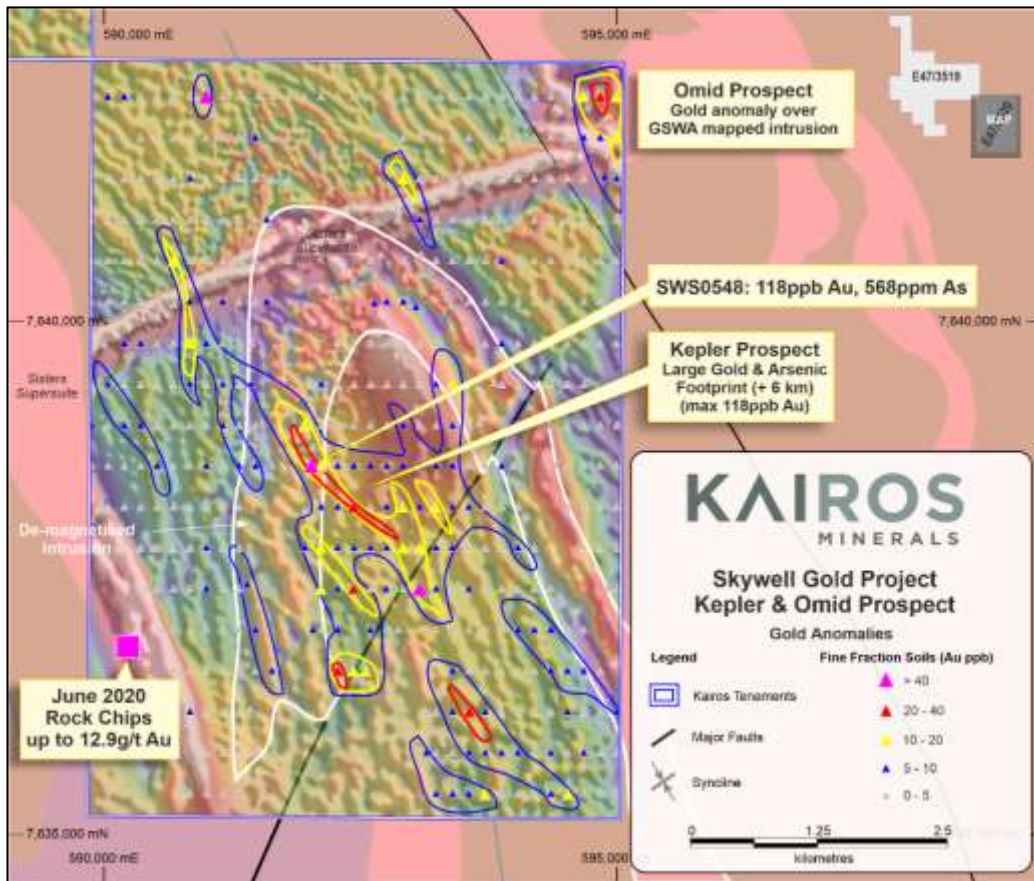 590,000 mE
595,000 mE
E47/3519
MAP
Omid Prospect
Gold anomaly over
GSWA mapped intrusion
Supersuite
SWS0548: 118ppb Au, 568ppm As
7,640,000 mN
7,640,000 mN
Kepler Prospect
Large Gold & Arsenic
Footprint (+ 6 km)
(max 118ppb Au)
Sisters
Supersuite
De-magnetised
Intrusion
KAIROS
MINERALS
Skywell Gold Project
Kepler & Omid Prospect
Gold Anomalies
Legend
Fine Fraction Soils (Au ppb)
> 40
Kairos Tenements
20 - 40
Major Faults
10 - 20
5 - 10
Syncline
0 - 5
June 2020
Rock Chips
up to 12.9g/t Au
0
1.25
2.5
kilometres
7,635,000 mN
590,000 mE
595,000 mE